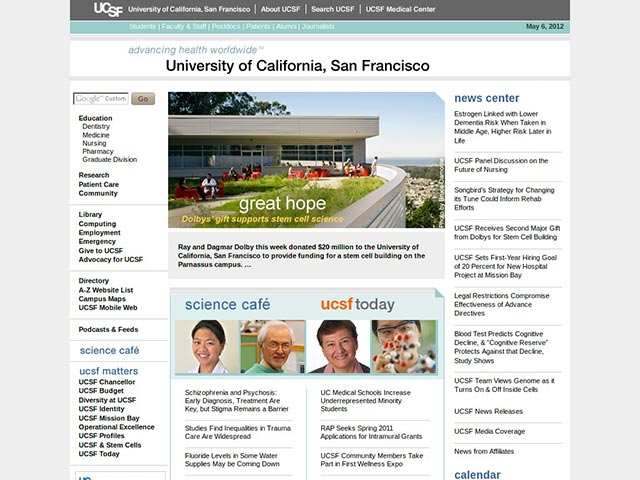 UCSF University of California, San Francisco | About UCSF | Search UCSF | UCSF Medical Center
Students | Faculty & Staff | Postdocs | Patients | Alumni | Journalists
May 6, 2012
advancing health worldwide™
University of California, San Francisco
Google™ Custom
Go
Education
Dentistry
Medicine
Nursing
Pharmacy
Graduate Division
Research
Patient Care
Community
Library
Computing
Employment
Emergency
Give to UCSF
Advocacy for UCSF
Directory
A-Z Website List
Campus Maps
UCSF Mobile Web
Podcasts & Feeds
science café
ucsf matters
UCSF Chancellor
UCSF Budget
Diversity at UCSF
UCSF Identity
UCSF Mission Bay
Operational Excellence
UCSF Profiles
UCSF & Stem Cells
UCSF Today
great hope
Dolbys' gift supports stem cell science
Ray and Dagmar Dolby this week donated $20 million to the University of
California, San Francisco to provide funding for a stem cell building on the
Parnassus campus. ...
science café
Schizophrenia and Psychosis:
Early Diagnosis, Treatment Are
Key, but Stigma Remains a Barrier
Studies Find Inequalities in Trauma
Care Are Widespread
Fluoride Levels in Some Water
Supplies May be Coming Down
ucsf today
UC Medical Schools Increase
Underrepresented Minority
Students
RAP Seeks Spring 2011
Applications for Intramural Grants
UCSF Community Members Take
Part in First Wellness Expo
news center
Estrogen Linked with Lower
Dementia Risk When Taken in
Middle Age, Higher Risk Later in
Life
UCSF Panel Discussion on the
Future of Nursing
Songbird's Strategy for Changing
its Tune Could Inform Rehab
Efforts
UCSF Receives Second Major Gift
from Dolbys for Stem Cell Building
UCSF Sets First-Year Hiring Goal
of 20 Percent for New Hospital
Project at Mission Bay
Legal Restrictions Compromise
Effectiveness of Advance
Directives
Blood Test Predicts Cognitive
Decline, & "Cognitive Reserve"
Protects Against that Decline,
Study Shows
UCSF Team Views Genome as it
Turns On & Off Inside Cells
UCSF News Releases
UCSF Media Coverage
News from Affiliates
calendar